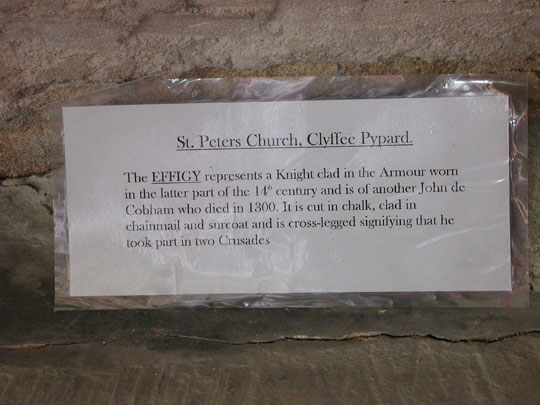 St. Peters Church, Clyffee Pypard.
The EFFIGY represents a Knight clad in the Armour worn
in the latter part of the 14th century and is of another John de
Cobham who died in 1300. It is cut in chalk, clad in
chainmail and surcoat and is cross-legged signifying that he
took part in two Crusades